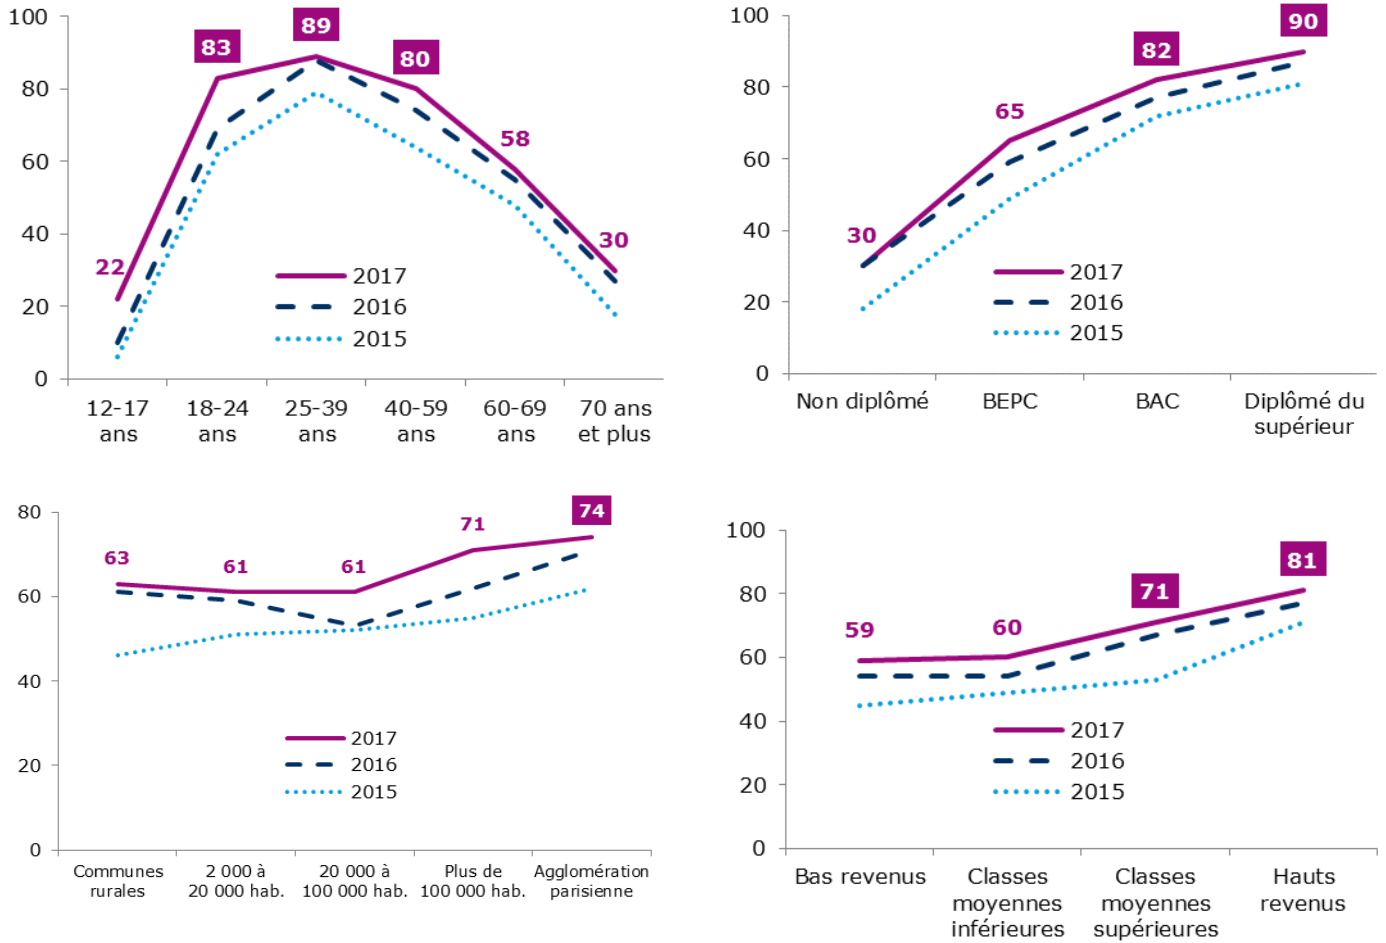 100
80
60
40
20
0
22
83
89
80
58
30
2017
2016
2015
12-17
ans
18-24
ans
25-39
ans
40-59
ans
60-69
ans
70 ans
et plus
100
80
60
40
20
0
30
65
82
90
2017
2016
2015
Non diplômé
BEPC
BAC
Diplômé du
supérieur
80
60
40
20
0
63
61
61
71
74
2017
2016
2015
Communes
rurales
2 000 à
20 000 hab.
20 000 à
100 000 hab.
Plus de
100 000 hab.
Agglomération
parisienne
100
80
60
40
20
0
59
60
71
81
2017
2016
2015
Bas revenus
Classes
moyennes
inférieures
Classes
moyennes
supérieures
Hauts
revenus